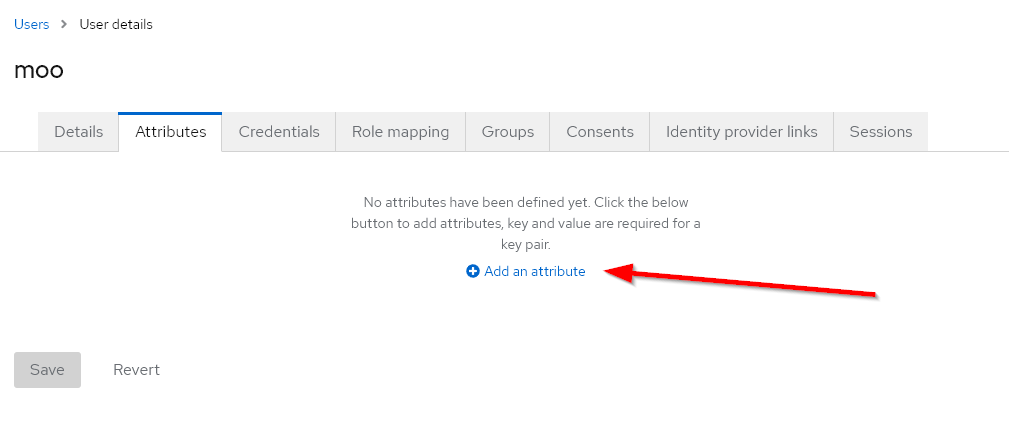 Users > User details
moo
Details Attributes Credentials Role mapping Groups Consents Identity provider links Sessions
No attributes have been defined yet. Click the below
button to add attributes, key and value are required for a
key pair.
Add an attribute
Save Revert